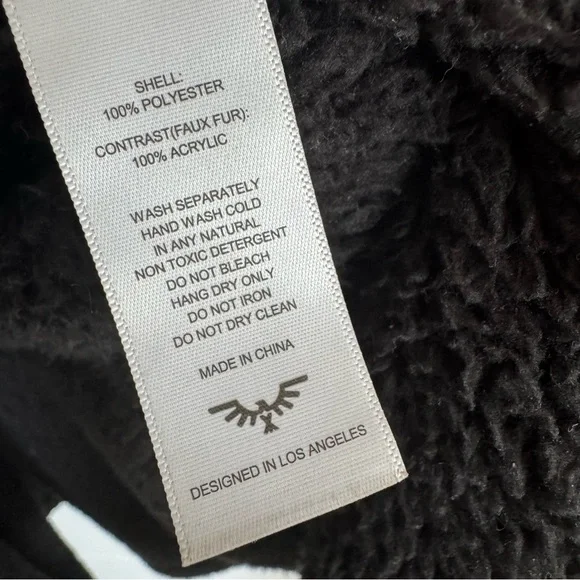 SHELL:
100% POLYESTER
CONTRAST(FAUX FUR):
100% ACRYLIC
WASH SEPARATELY
HAND WASH COLD
IN ANY NATURAL
NON TOXIC DETERGENT
DO NOT BLEACH
HANG DRY ONLY
DO NOT IRON
DO NOT DRY CLEAN
MADE IN CHINA
DESIGNED IN LOS ANGELES